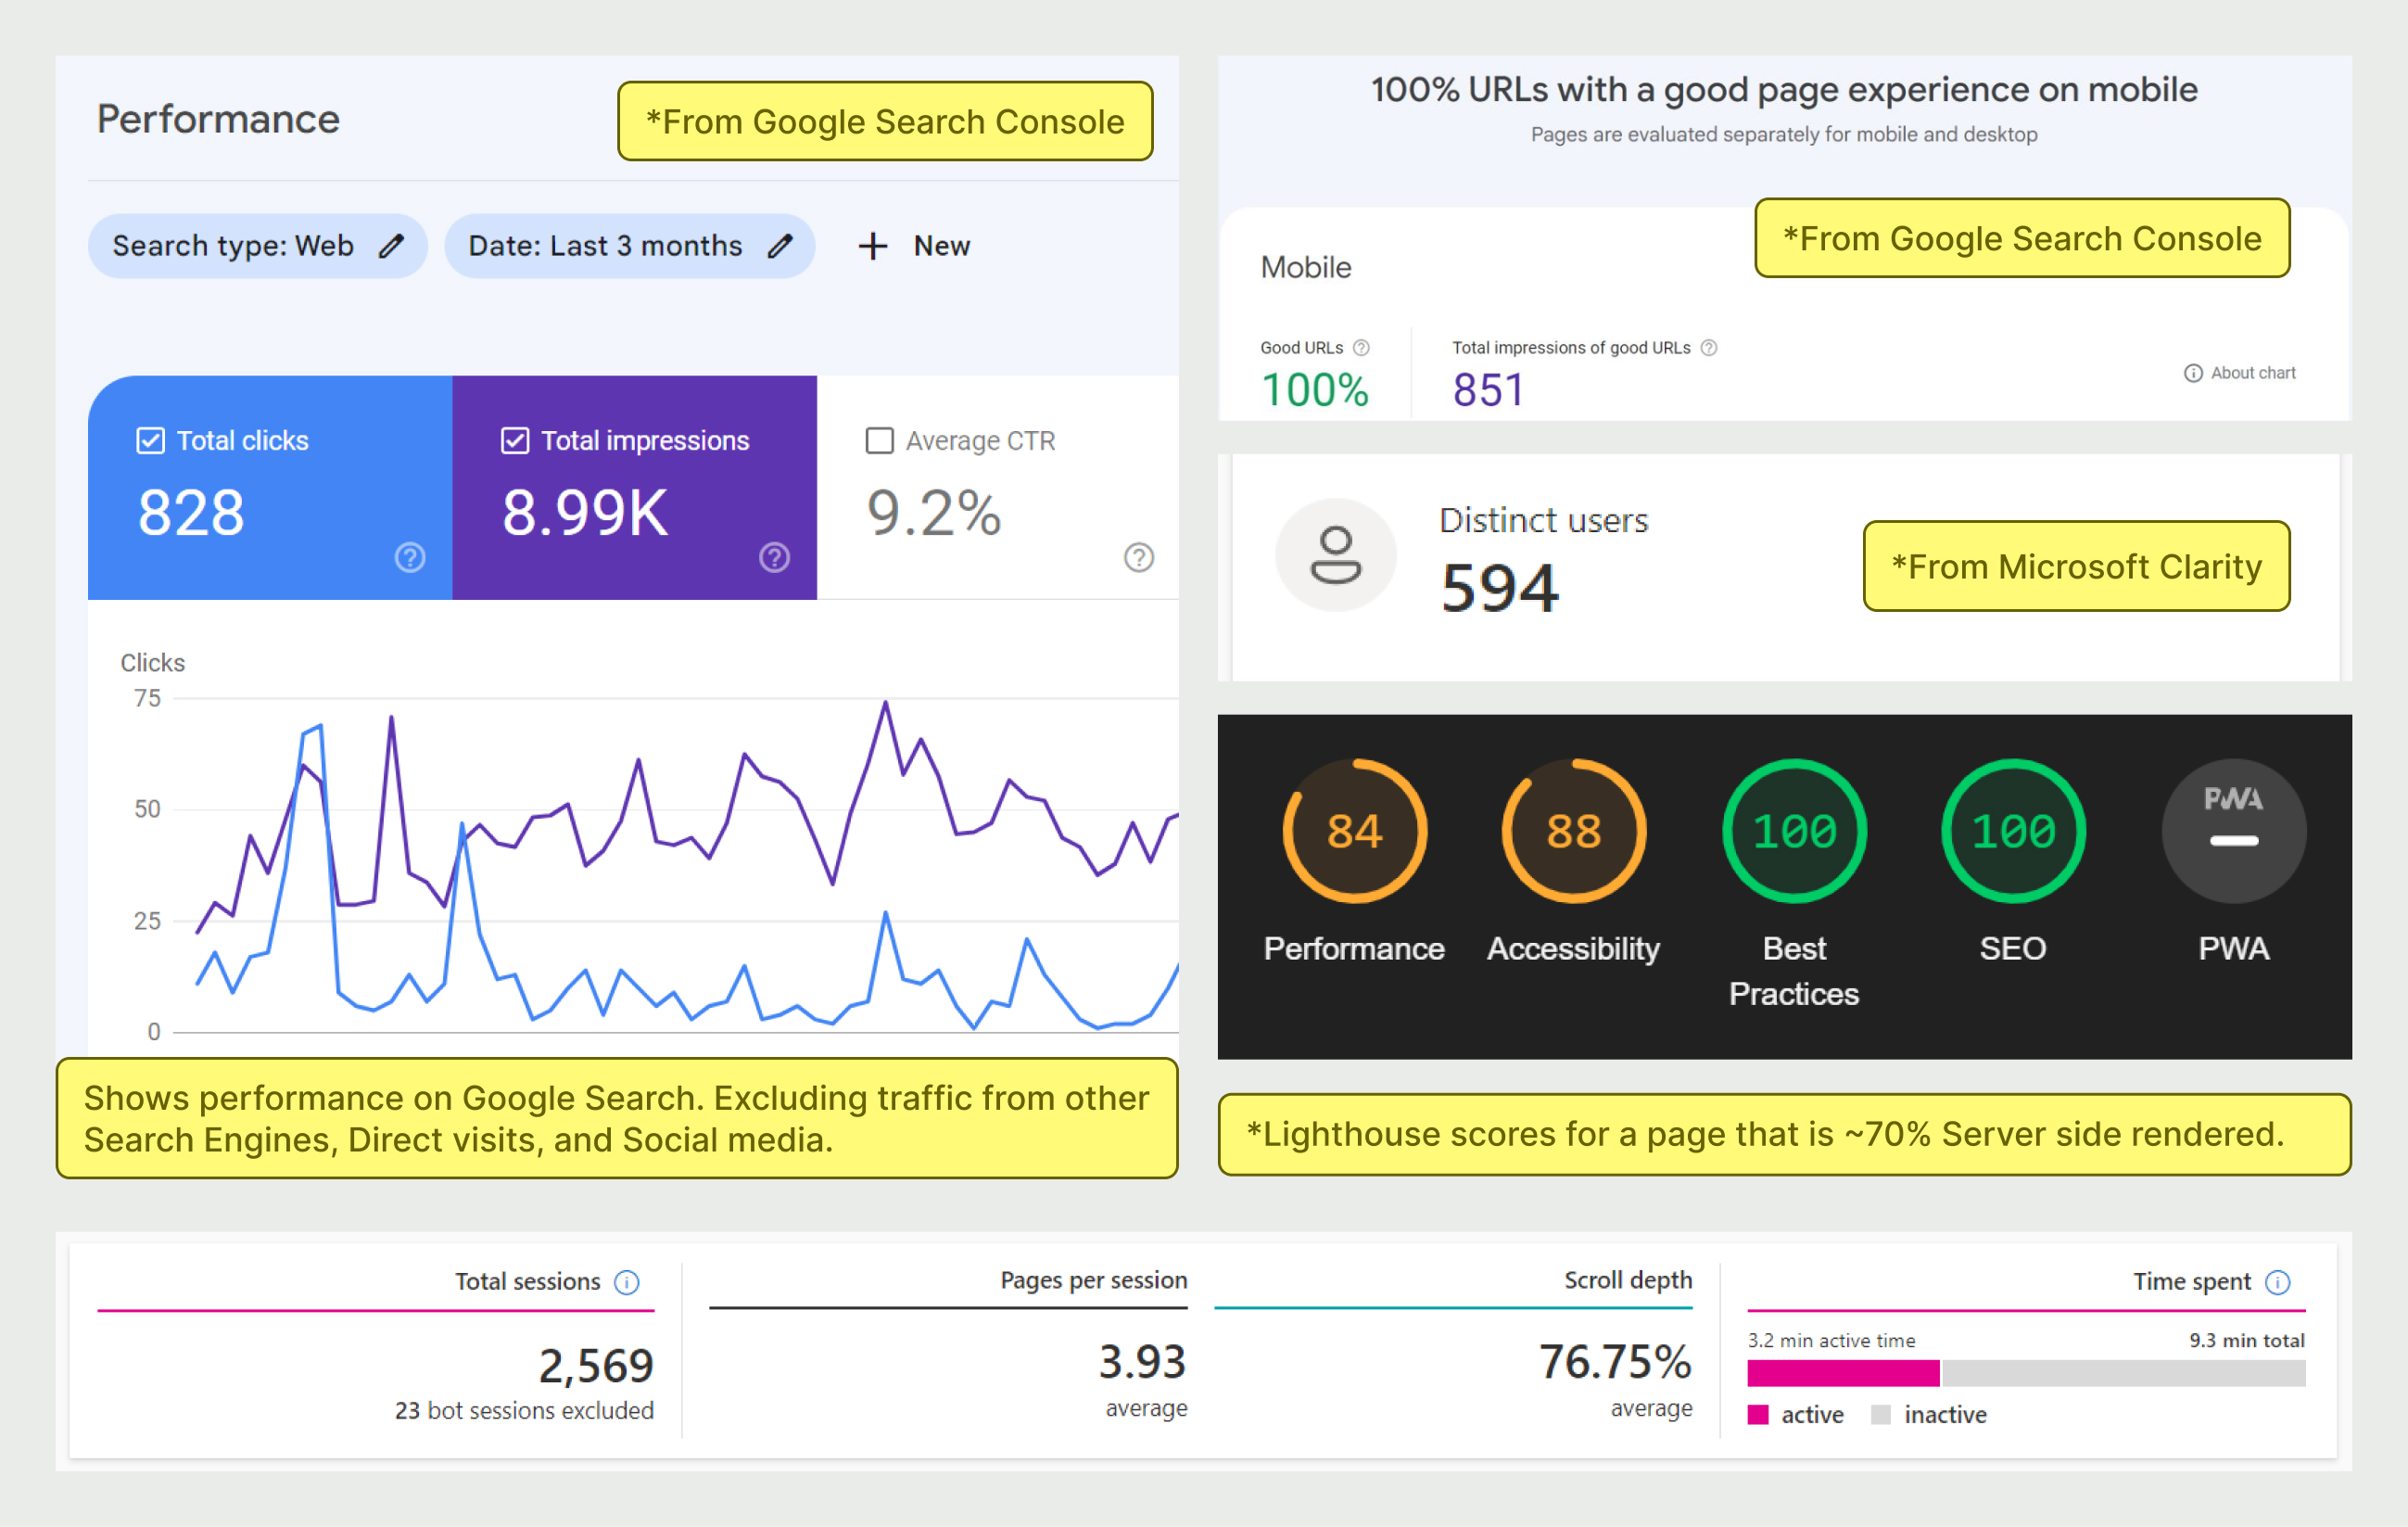 Performance
*From Google Search Console
Search type: Web
Date: Last 3 months
+ New
Total clicks
828
Total impressions
8.99K
Average CTR
9.2%
Clicks
75
50
25
0
Shows performance on Google Search. Excluding traffic from other
Search Engines, Direct visits, and Social media.
100% URLs with a good page experience on mobile
Pages are evaluated separately for mobile and desktop
*From Google Search Console
Mobile
Good URLs
100%
Total impressions of good URLs
851
About chart
Distinct users
594
*From Microsoft Clarity
84
Performance
88
Accessibility
100
Best
Practices
100
SEO
PWA
PWA
*Lighthouse scores for a page that is ~70% Server side rendered.
Total sessions
2,569
23 bot sessions excluded
Pages per session
3.93
average
Scroll depth
76.75%
average
Time spent
3.2 min active time
9.3 min total
active
inactive